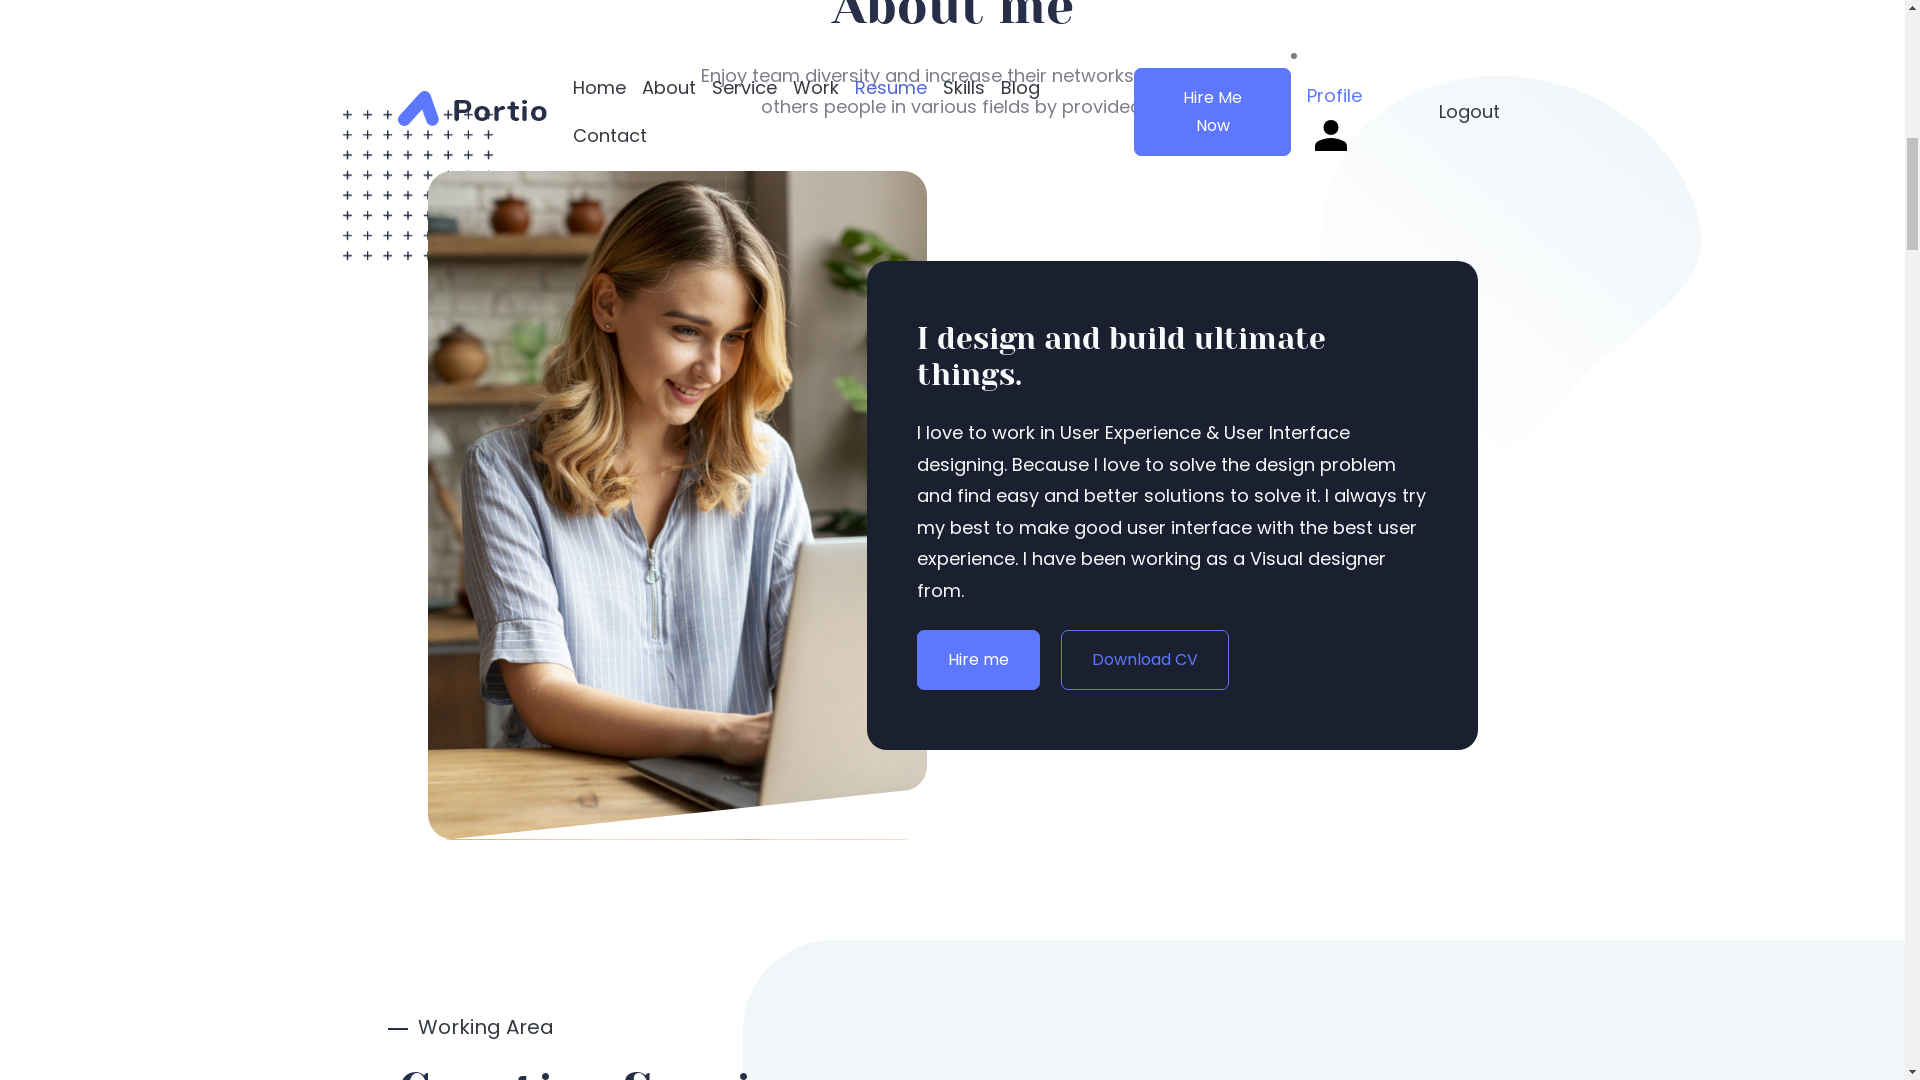 About me
Enjoy team diversity and increase their networks
others people in various fields by provided
Portio
Home About Service Work Resume Skills Blog
Contact
Hire Me
Now
Profile
Logout
I design and build ultimate
things.
I love to work in User Experience & User Interface
designing. Because I love to solve the design problem
and find easy and better solutions to solve it. I always try
my best to make good user interface with the best user
experience. I have been working as a Visual designer
from.
Hire me
Download CV
Working Area